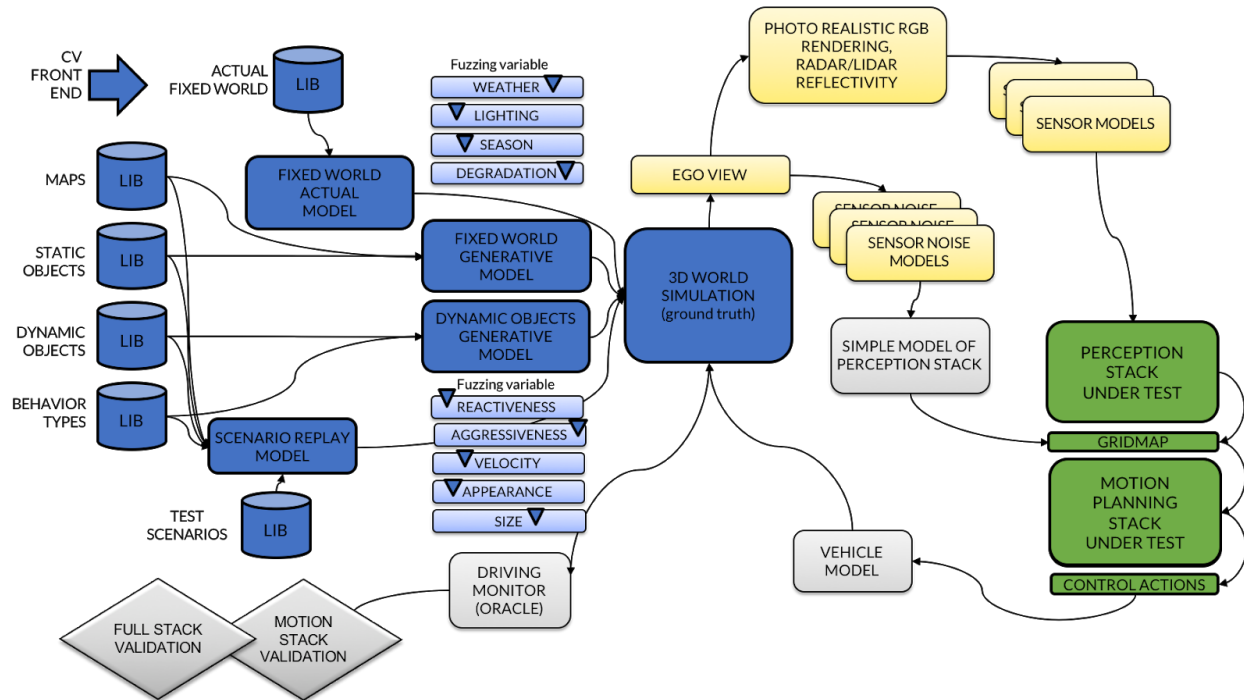 CV
FRONT
END
ACTUAL
FIXED WORLD
LIB
Fuzzing variable
WEATHER
LIGHTING
SEASON
DEGRADATION
PHOTO REALISTIC RGB
RENDERING,
RADAR/LIDAR
REFLECTIVITY
SENSOR MODELS
MAPS
LIB
FIXED WORLD
ACTUAL
MODEL
EGO VIEW
SENSOR NOISE
SENSOR NOISE
SENSOR NOISE
MODELS
STATIC
OBJECTS
LIB
FIXED WORLD
GENERATIVE
MODEL
3D WORLD
SIMULATION
(ground truth)
DYNAMIC
OBJECTS
LIB
DYNAMIC OBJECTS
GENERATIVE
MODEL
SIMPLE MODEL OF
PERCEPTION STACK
PERCEPTION
STACK
UNDER TEST
BEHAVIOR
TYPES
LIB
Fuzzing variable
REACTIVENESS
AGGRESSIVENESS
VELOCITY
APPEARANCE
SIZE
SCENARIO REPLAY
MODEL
GRIDMAP
TEST
SCENARIOS
LIB
MOTION
PLANNING
STACK
UNDER TEST
VEHICLE
MODEL
CONTROL ACTIONS
DRIVING
MONITOR
(ORACLE)
FULL STACK
VALIDATION
MOTION
STACK
VALIDATION